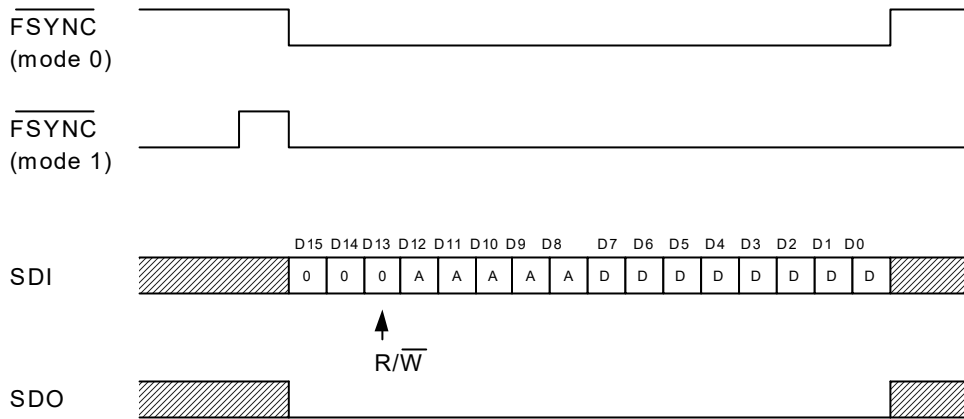 FSYNC
(mode 0)
FSYNC
(mode 1)
D15 D14 D13 D12 D11 D10 D9 D8 D7 D6 D5 D4 D3 D2 D1 D0
SDI 0 0 0 A A A A A D D D D D D D D
R/W
SDO